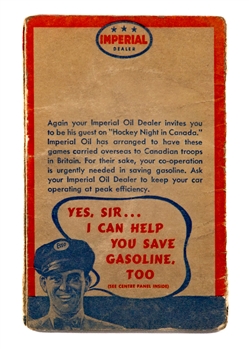 IMPERIAL
DEALER
Again your Imperial Oil Dealer invites you
to be his guest on "Hockey Night in Canada."
Imperial Oil has arranged to have these
games carried overseas to Canadian troops
in Britain. For their sake, your co-operation
is urgently needed in saving gasoline. Ask
your Imperial Oil Dealer to keep your car
operating at peak efficiency.
YES, SIR...
I CAN HELP
YOU SAVE
GASOLINE,
TOO
(SEE CENTRE PANEL INSIDE)
Esso